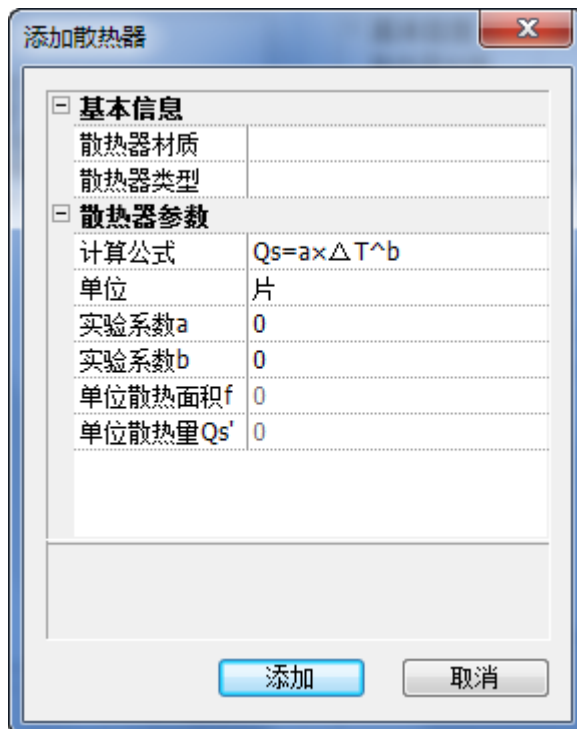 添加散热器
基本信息
散热器材质
散热器类型
散热器参数
计算公式 Qs=a×△T^b
单位 片
实验系数a 0
实验系数b 0
单位散热面积f 0
单位散热量Qs' 0
添加 取消